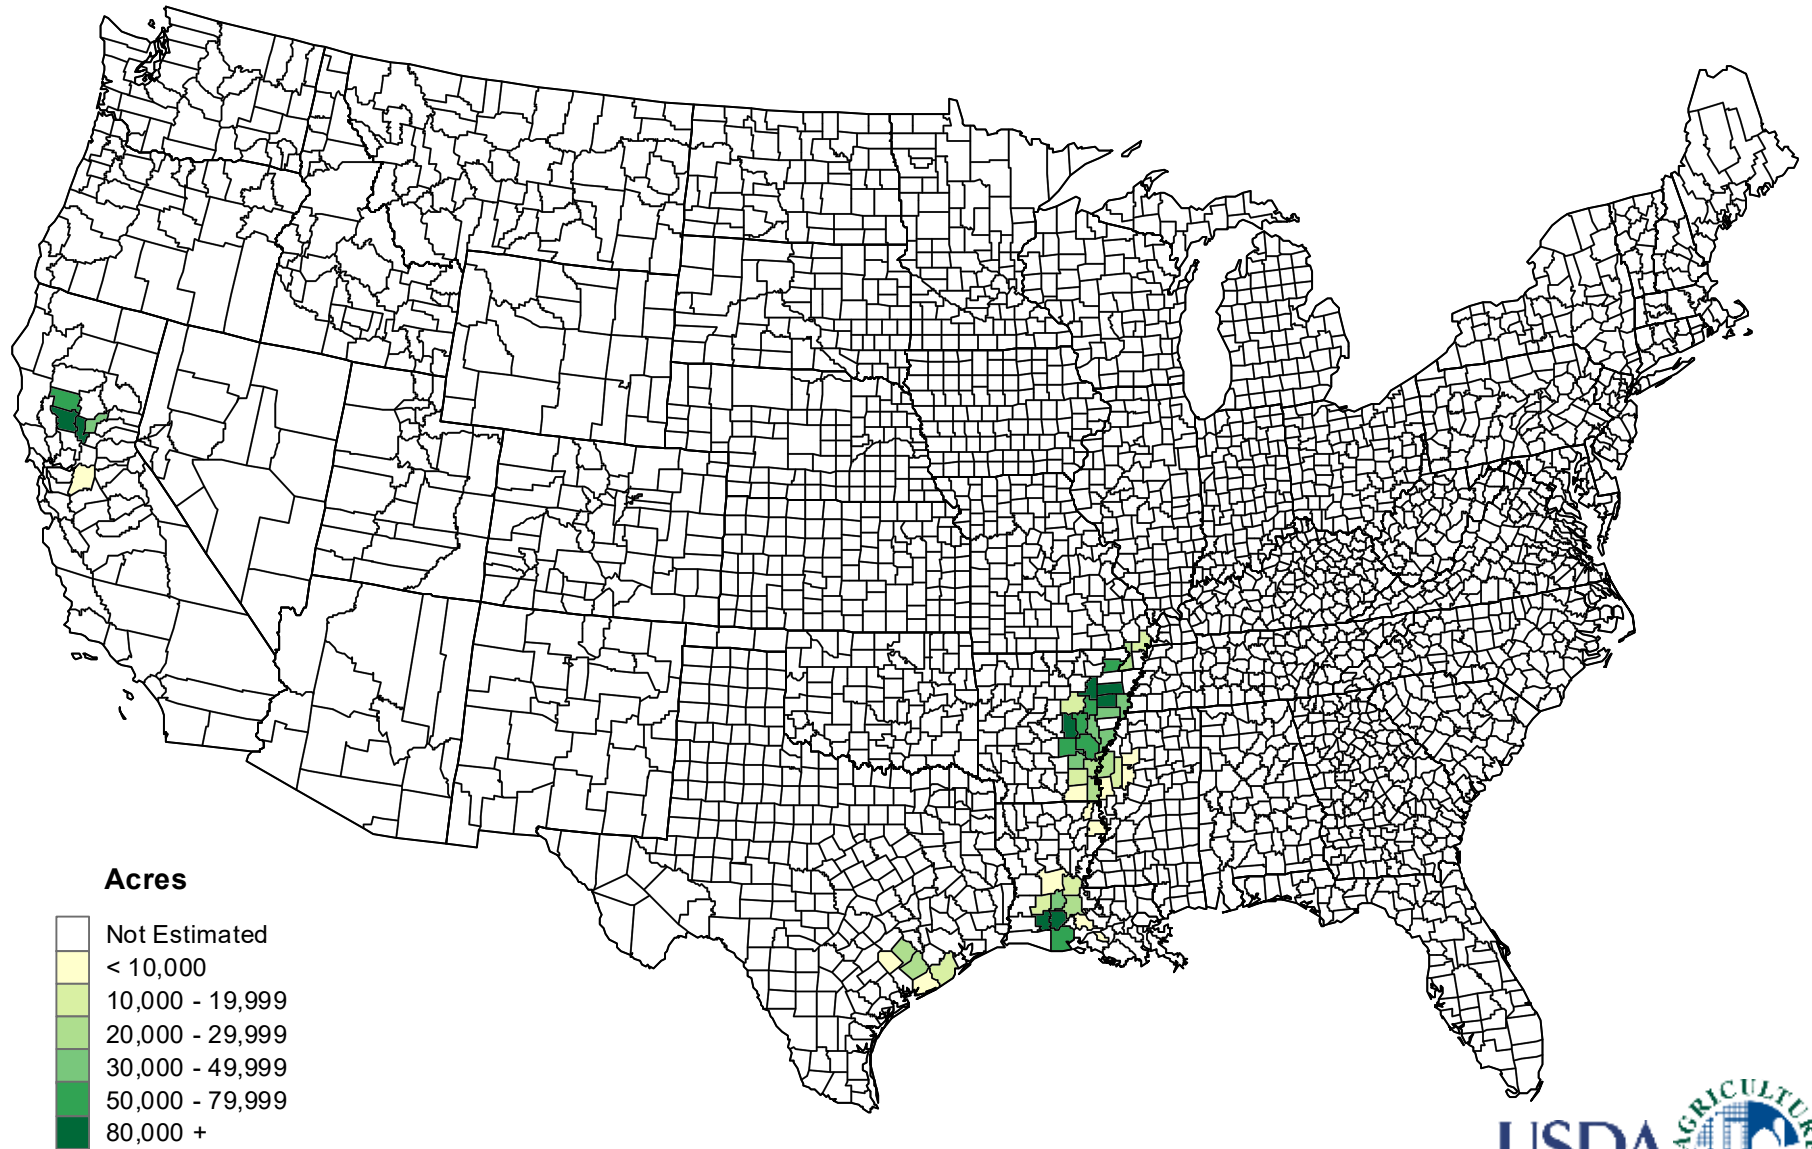 Acres
Not Estimated
< 10,000
10,000 - 19,999
20,000 - 29,999
30,000 - 49,999
50,000 - 79,999
80,000 +
USDA
AGRICULTUR